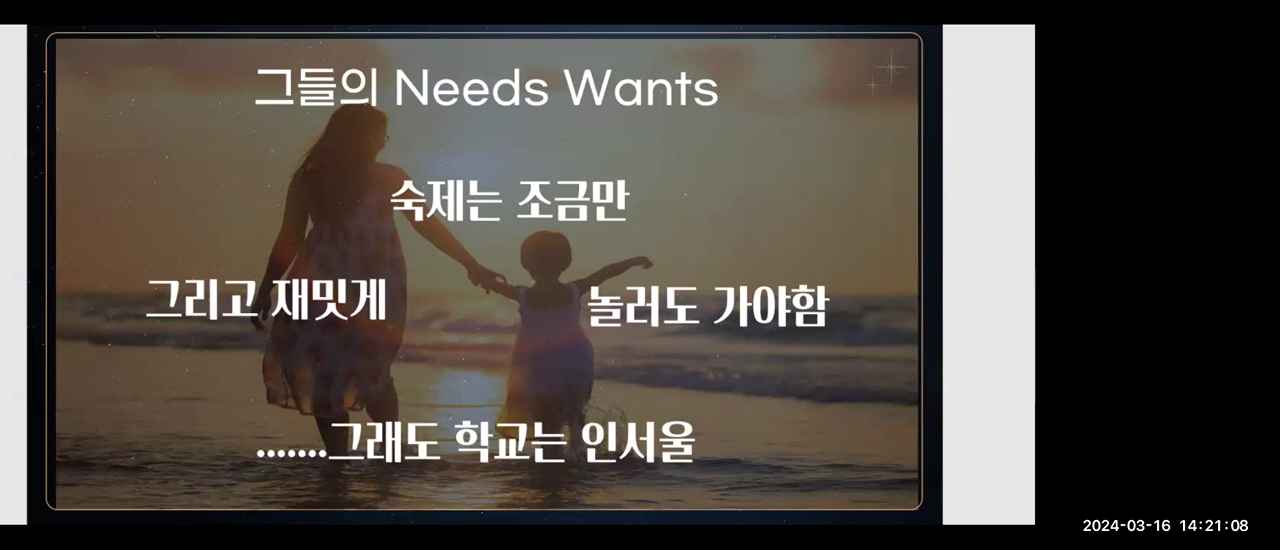 그들의 Needs Wants
숙제는 조금만
그리고 재밋게
놀러도 가야함
.......그래도 학교는 인서울
2024-03-16 14:21:08